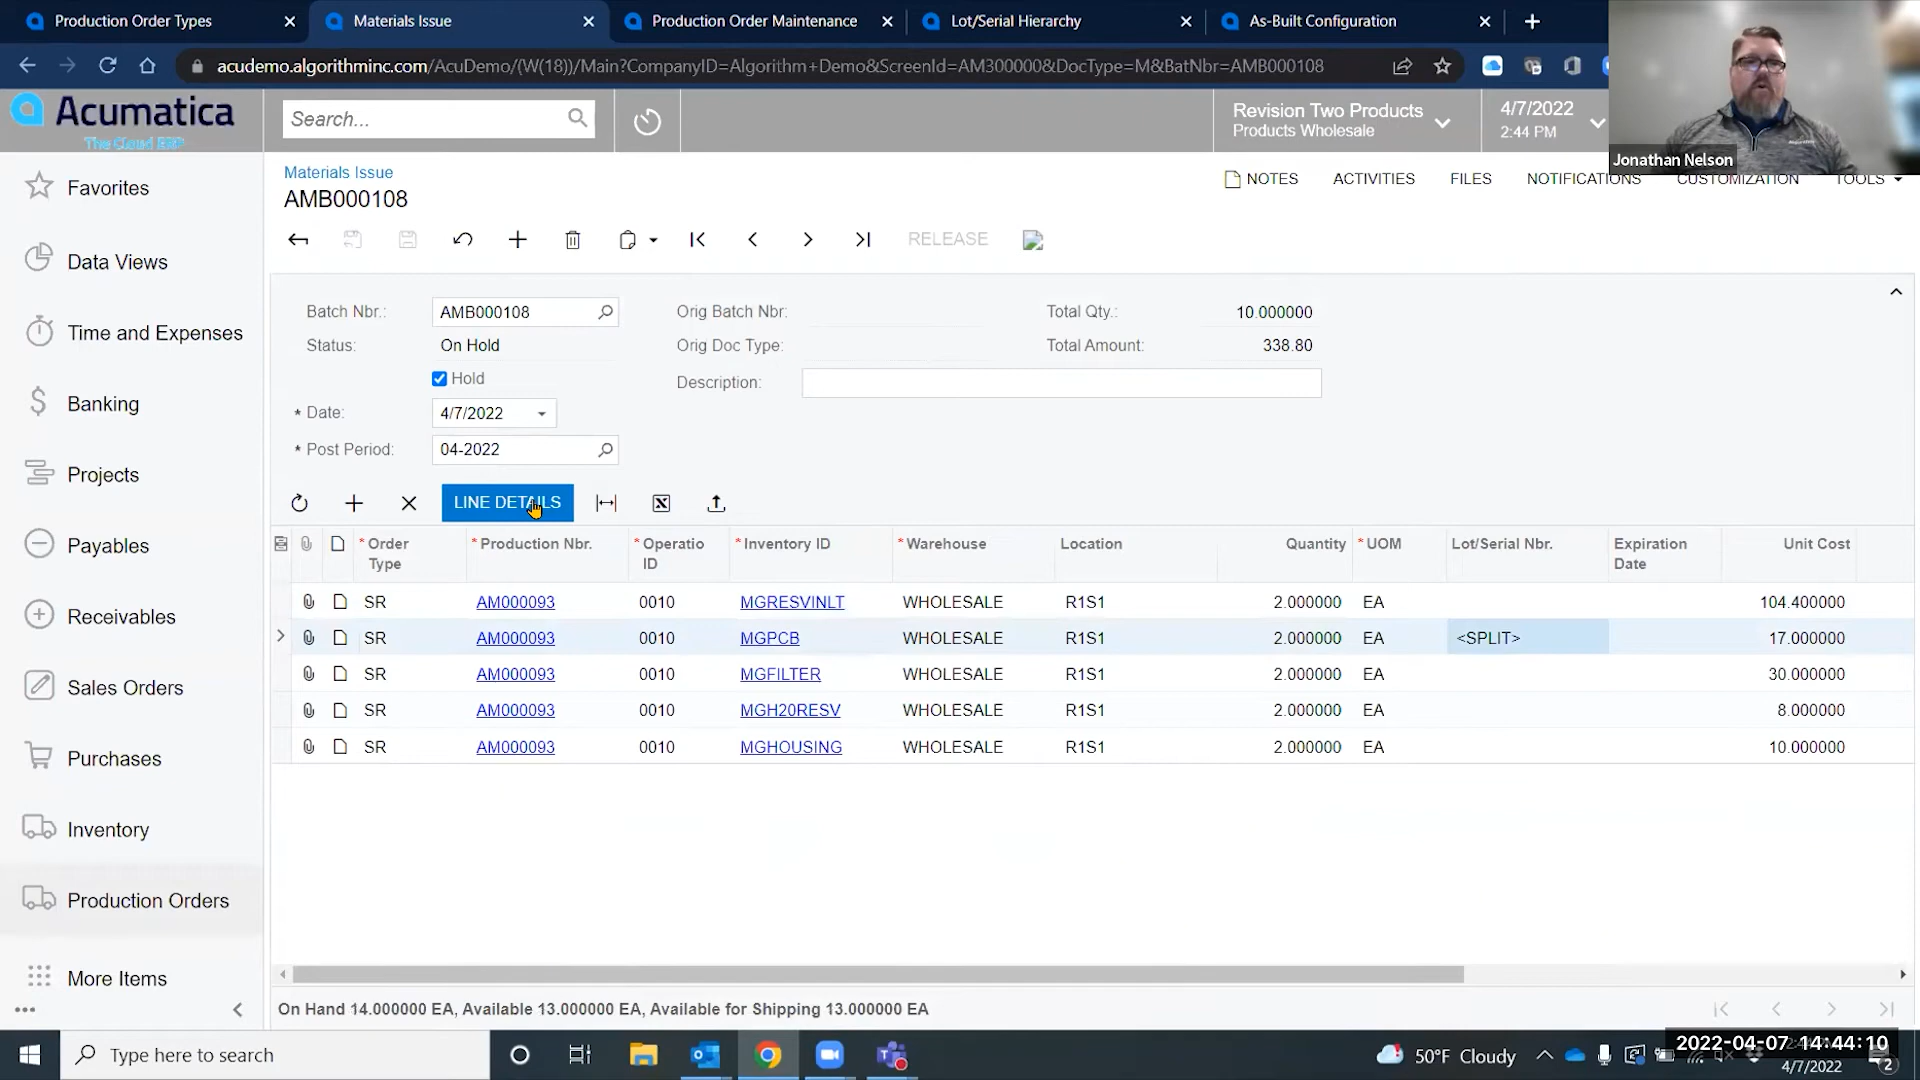 Production Order Types
Materials Issue
Production Order Maintenance
Lot/Serial Hierarchy
As-Built Configuration
acudemo.algorithminc.com/AcuDemo/(W(18))/Main?CompanyID=Algorithm+Demo&ScreenId=AM300000&DocType=M&BatNbr=AMB000108
Acumatica
The Cloud ERP
Search...
Revision Two Products
Products Wholesale
4/7/2022
2:44 PM
Jonathan Nelson
Favorites
Data Views
Time and Expenses
Banking
Projects
Payables
Receivables
Sales Orders
Purchases
Inventory
Production Orders
More Items
Materials Issue
AMB000108
NOTES ACTIVITIES FILES NOTIFICATIONS CUSTOMIZATION TOOLS
RELEASE
Batch Nbr.: AMB000108 Orig Batch Nbr: Total Qty.: 10.000000
Status: On Hold Orig Doc Type: Total Amount: 338.80
Hold Description:
* Date: 4/7/2022
* Post Period: 04-2022
LINE DETAILS
* Order Type * Production Nbr. * Operatio ID * Inventory ID * Warehouse Location Quantity * UOM Lot/Serial Nbr. Expiration Date Unit Cost
SR AM000093 0010 MGRESVINLT WHOLESALE R1S1 2.000000 EA 104.400000
SR AM000093 0010 MGPCB WHOLESALE R1S1 2.000000 EA <SPLIT> 17.000000
SR AM000093 0010 MGFILTER WHOLESALE R1S1 2.000000 EA 30.000000
SR AM000093 0010 MGH20RESV WHOLESALE R1S1 2.000000 EA 8.000000
SR AM000093 0010 MGHOUSING WHOLESALE R1S1 2.000000 EA 10.000000
On Hand 14.000000 EA, Available 13.000000 EA, Available for Shipping 13.000000 EA
Type here to search
50°F Cloudy
2022-04-07 14:44:10
4/7/2022
2